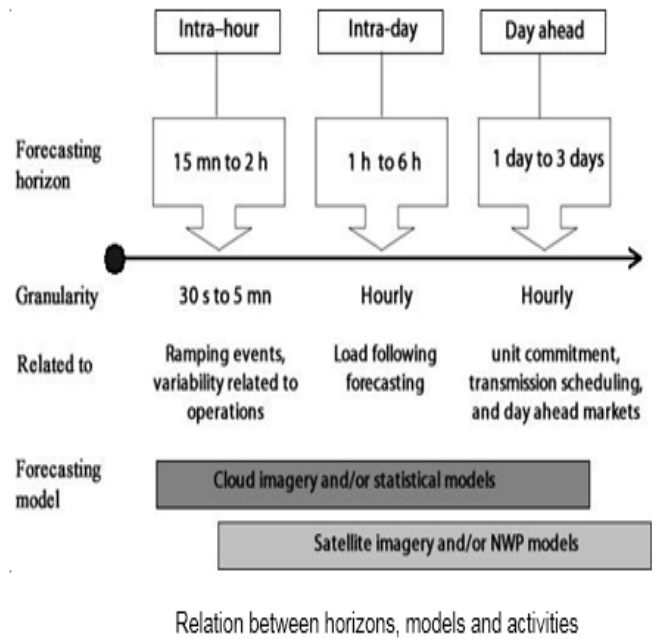 Intra–hour
Intra-day
Day ahead
Forecasting
horizon
15 mn to 2 h
1 h to 6 h
1 day to 3 days
Granularity
30 s to 5 mn
Hourly
Hourly
Related to
Ramping events,
variability related to
operations
Load following
forecasting
unit commitment,
transmission scheduling,
and day ahead markets
Forecasting
model
Cloud imagery and/or statistical models
Satellite imagery and/or NWP models
Relation between horizons, models and activities